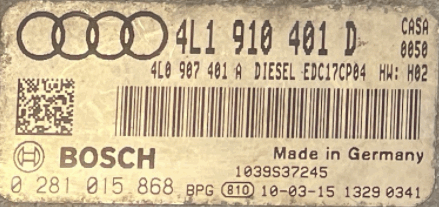 4L1 910 401 D
CASA
0050
4L0 907 401 A DIESEL EDC17CP04 HW: H02
BOSCH
Made in Germany
1039S37245
0 281 015 868 BPG 810 10-03-15 1329 0341